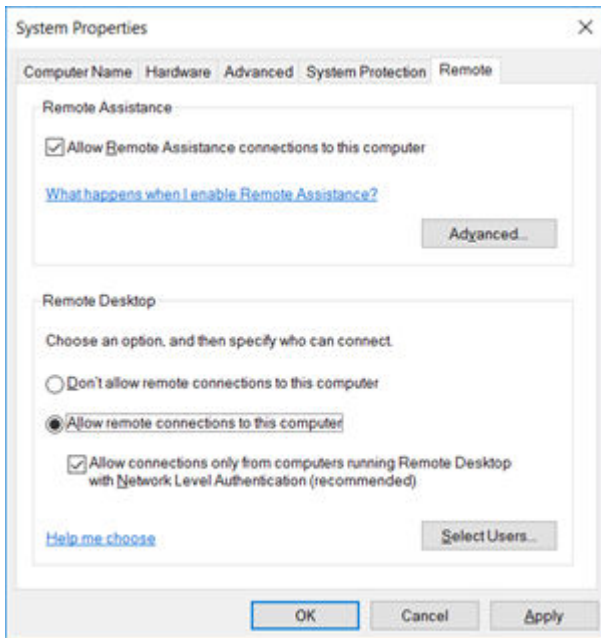 System Properties
Computer Name Hardware Advanced System Protection Remote
Remote Assistance
Allow Remote Assistance connections to this computer
What happens when I enable Remote Assistance?
Advanced...
Remote Desktop
Choose an option, and then specify who can connect.
Don't allow remote connections to this computer
Allow remote connections to this computer
Allow connections only from computers running Remote Desktop
with Network Level Authentication (recommended)
Help me choose
Select Users...
OK Cancel Apply